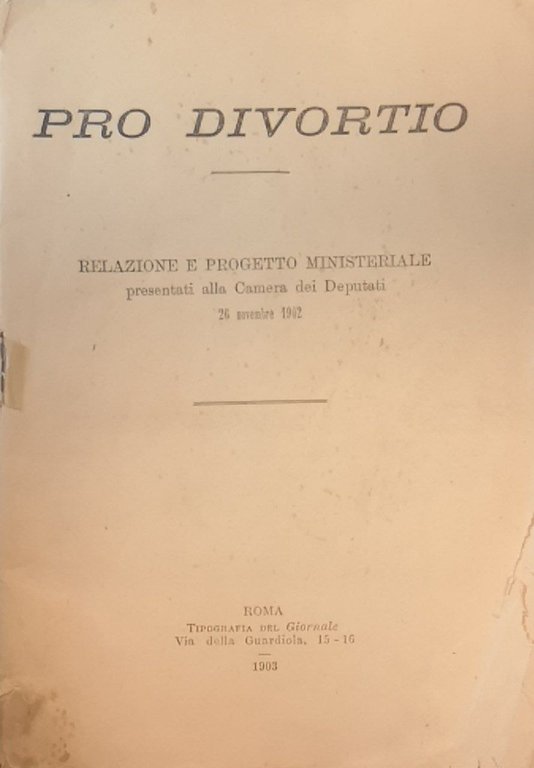 PRO DIVORTIO
RELAZIONE E PROGETTO MINISTERIALE
presentati alla Camera dei Deputati
26 novembre 1902
ROMA
TIPOGRAFIA DEL Giornale
Via della Guardiola, 15-16
1903